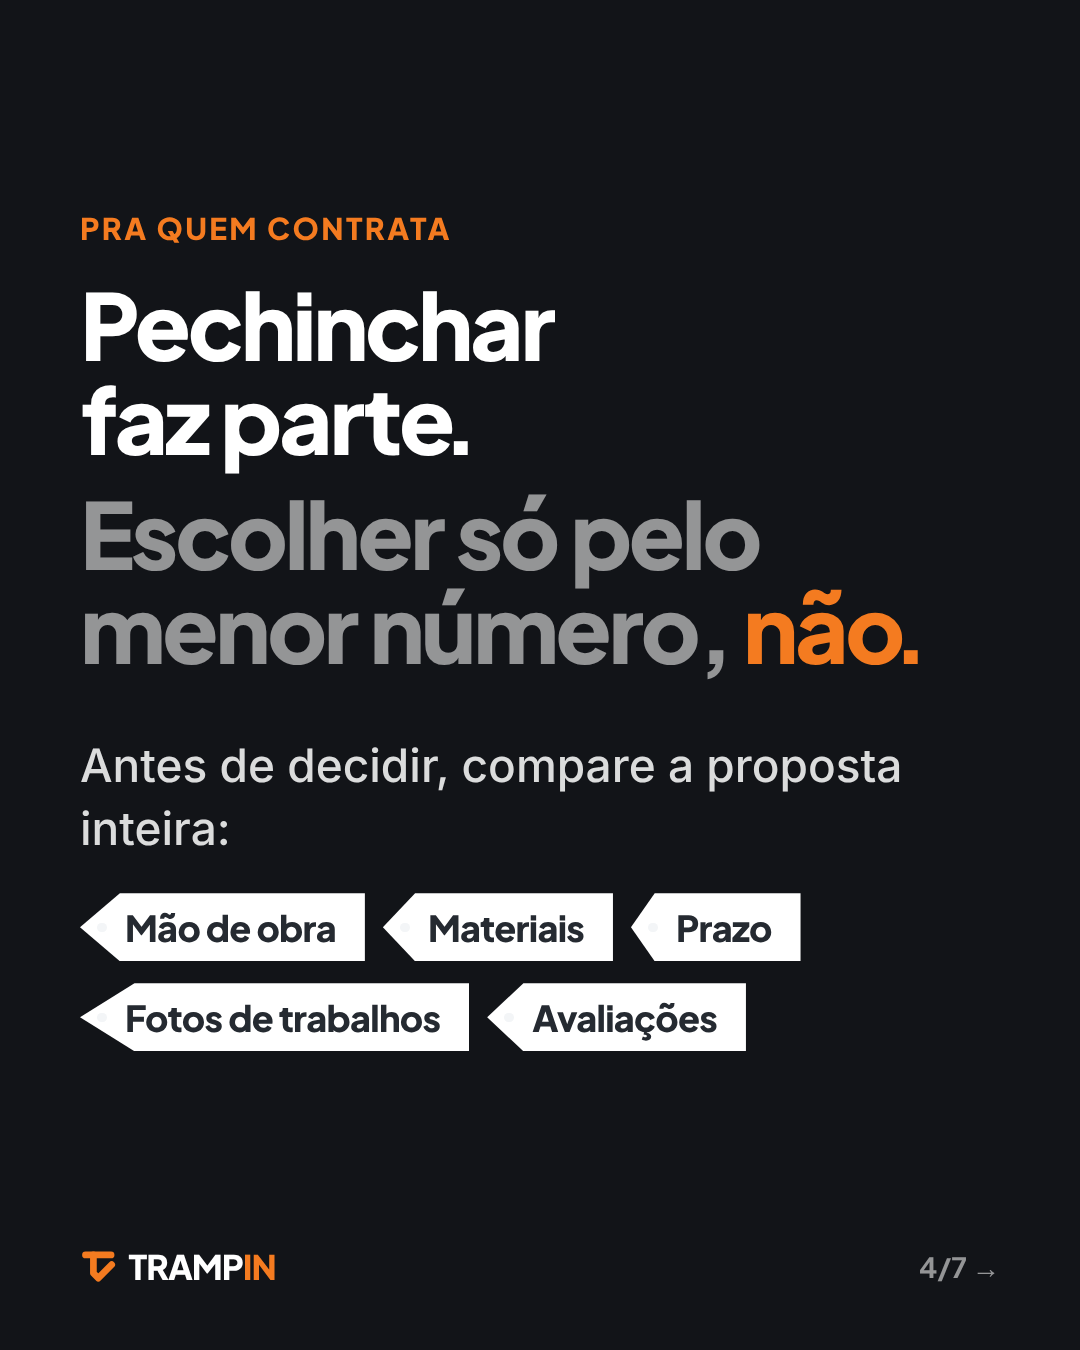 PRA QUEM CONTRATA
Pechinchar
faz parte.
Escolher só pelo
menor número, não.
Antes de decidir, compare a proposta
inteira:
Mão de obra Materiais Prazo
Fotos de trabalhos Avaliações
TRAMPIN 4/7 →